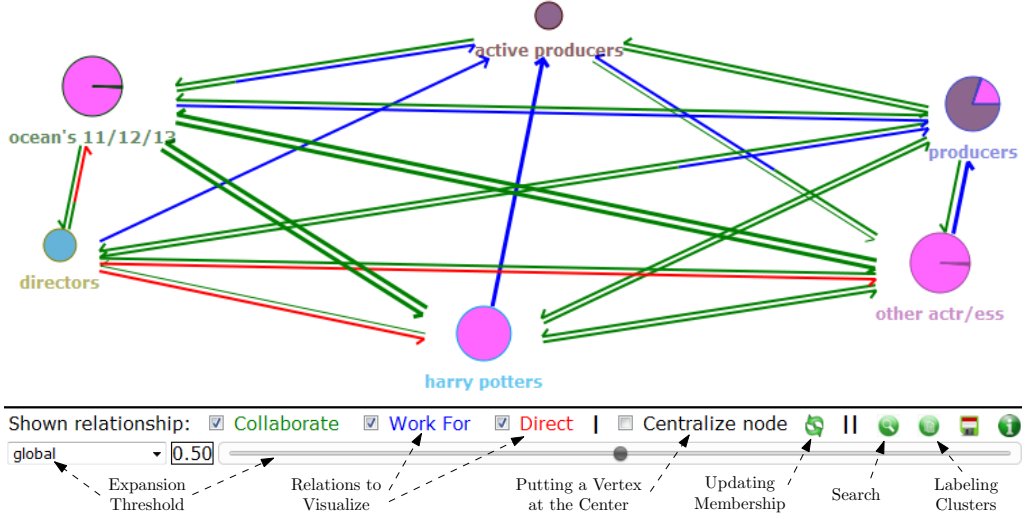 active producers
ocean's 11/12/13
producers
directors
other actr/ess
harry potters
Shown relationship: Collaborate Work For Direct | Centralize node ||
global 0.50
Expansion Threshold
Relations to Visualize
Putting a Vertex at the Center
Updating Membership
Search
Labeling Clusters